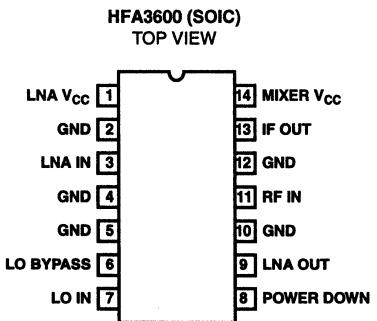 HFA3600 (SOIC)
TOP VIEW
LNA VCC 1 14 MIXER VCC
GND 2 13 IF OUT
LNA IN 3 12 GND
GND 4 11 RF IN
GND 5 10 GND
LO BYPASS 6 9 LNA OUT
LO IN 7 8 POWER DOWN